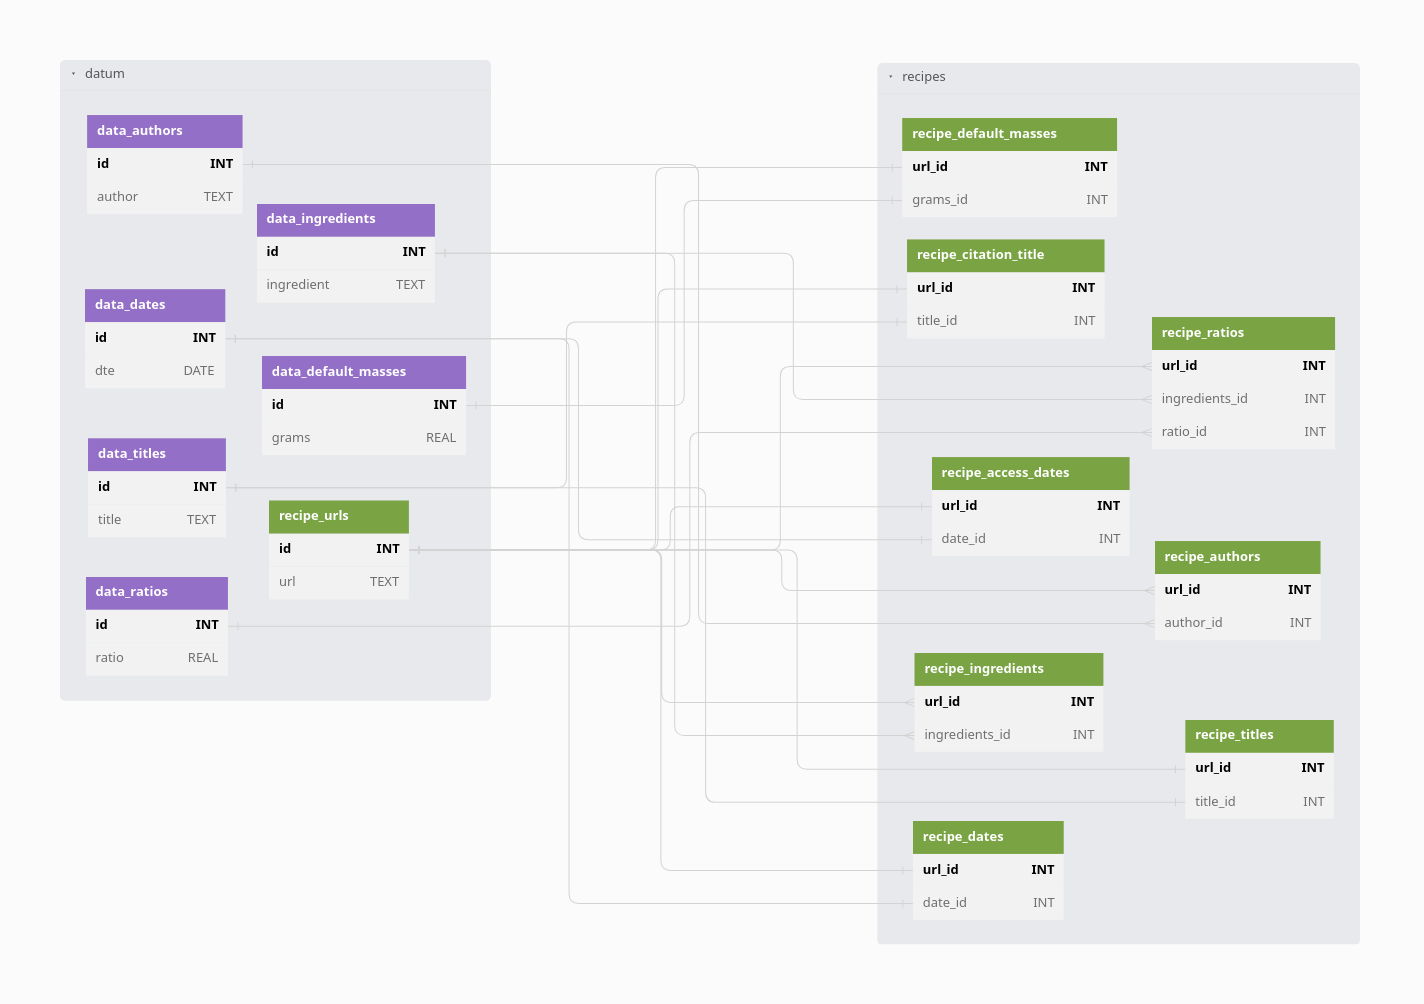 datum
data_authors
id INT
author TEXT
data_ingredients
id INT
ingredient TEXT
data_dates
id INT
dte DATE
data_default_masses
id INT
grams REAL
data_titles
id INT
title TEXT
recipe_urls
id INT
url TEXT
data_ratios
id INT
ratio REAL
recipes
recipe_default_masses
url_id INT
grams_id INT
recipe_citation_title
url_id INT
title_id INT
recipe_ratios
url_id INT
ingredients_id INT
ratio_id INT
recipe_access_dates
url_id INT
date_id INT
recipe_authors
url_id INT
author_id INT
recipe_ingredients
url_id INT
ingredients_id INT
recipe_titles
url_id INT
title_id INT
recipe_dates
url_id INT
date_id INT